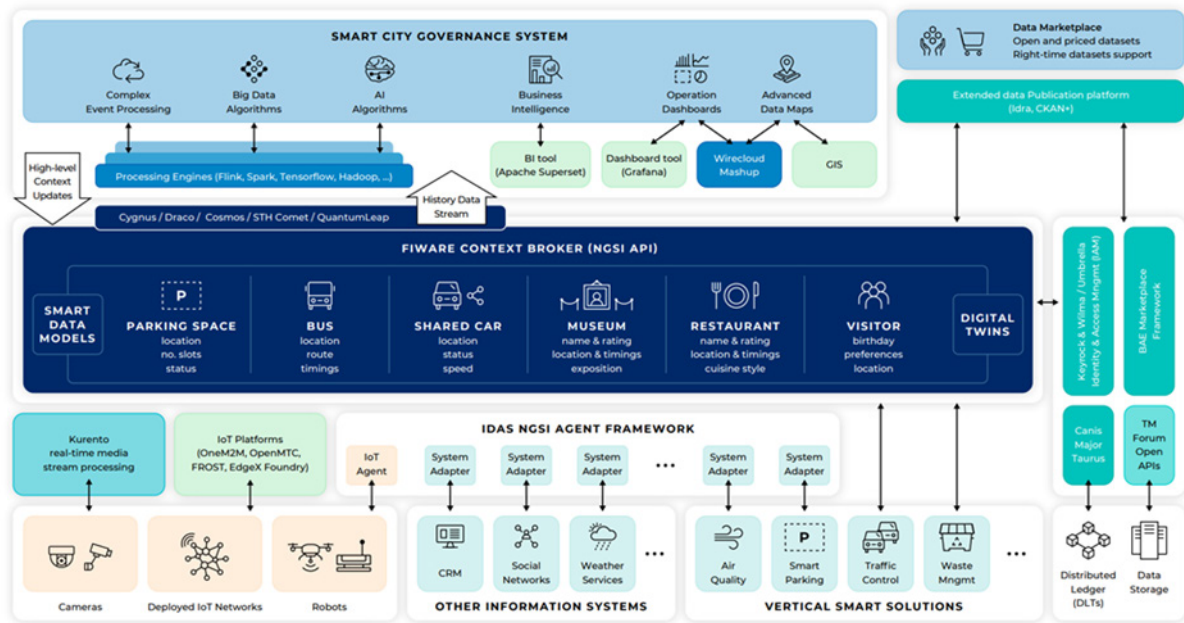 SMART CITY GOVERNANCE SYSTEM
Complex
Event Processing
Big Data
Algorithms
AI
Algorithms
Business
Intelligence
Operation
Dashboards
Advanced
Data Maps
Data Marketplace
Open and priced datasets
Right-time datasets support
Extended data Publication platform
(Idra, CKAN+)
High-level
Context
Updates
Processing Engines (Flink, Spark, Tensorflow, Hadoop, ...)
BI tool
(Apache Superset)
Dashboard tool
(Grafana)
Wirecloud
Mashup
GIS
Cygnus / Draco / Cosmos / STH Comet / QuantumLeap
History Data
Stream
FIWARE CONTEXT BROKER (NGSI API)
SMART
DATA
MODELS
P
PARKING SPACE
location
no. slots
status
BUS
location
route
timings
SHARED CAR
location
status
speed
MUSEUM
name & rating
location & timings
exposition
RESTAURANT
name & rating
location & timings
cuisine style
VISITOR
birthday
preferences
location
DIGITAL
TWINS
Keyrock & Wilma / Umbrella
Identity & Access Mngmt (IAM)
BAE Marketplace
Framework
Kurento
real-time media
stream processing
IoT Platforms
(OneM2M, OpenMTC,
FROST, EdgeX Foundry)
IDAS NGSI AGENT FRAMEWORK
IoT
Agent
System
Adapter
System
Adapter
System
Adapter
...
System
Adapter
System
Adapter
Canis
Major
Taurus
TM
Forum
Open
APIs
Cameras
Deployed IoT Networks
Robots
CRM
Social
Networks
Weather
Services
...
OTHER INFORMATION SYSTEMS
Air
Quality
P
Smart
Parking
Traffic
Control
Waste
Mngmt
...
VERTICAL SMART SOLUTIONS
Distributed
Ledger
(DLTs)
Data
Storage